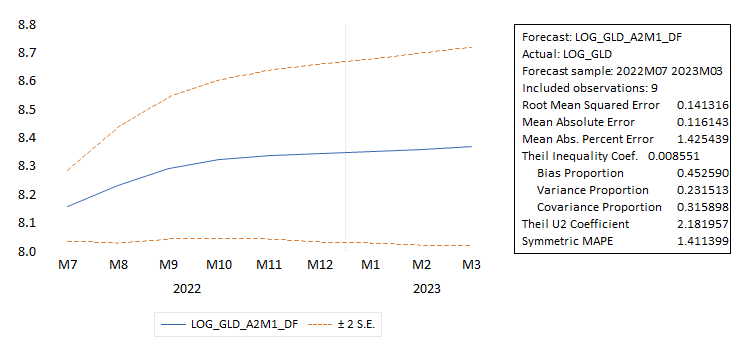 8.8
8.7
8.6
8.5
8.4
8.3
8.2
8.1
8.0
M7 M8 M9 M10 M11 M12 M1 M2 M3
2022 2023
LOG_GLD_A2M1_DF ± 2 S.E.
Forecast: LOG_GLD_A2M1_DF
Actual: LOG_GLD
Forecast sample: 2022M07 2023M03
Included observations: 9
Root Mean Squared Error 0.141316
Mean Absolute Error 0.116143
Mean Abs. Percent Error 1.425439
Theil Inequality Coef. 0.008551
Bias Proportion 0.452590
Variance Proportion 0.231513
Covariance Proportion 0.315898
Theil U2 Coefficient 2.181957
Symmetric MAPE 1.411399